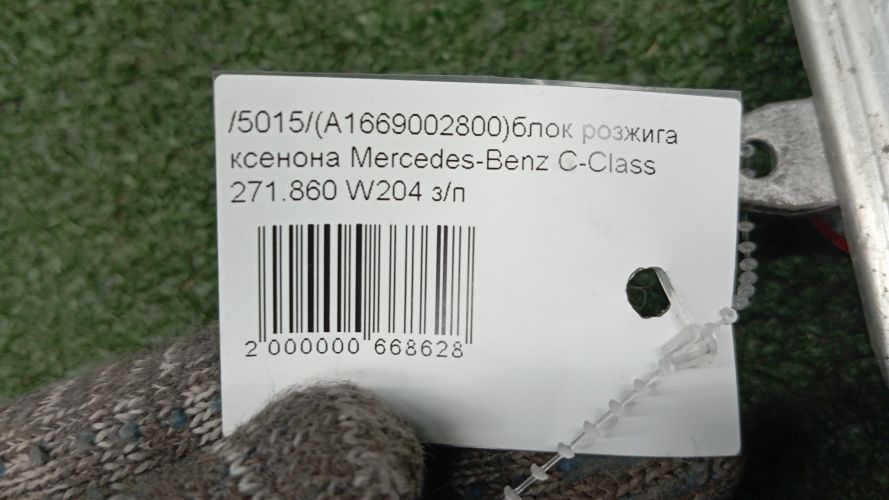 /5015/(A1669002800)блок розжига
ксенона Mercedes-Benz C-Class
271.860 W204 з/п
2 000000 668628